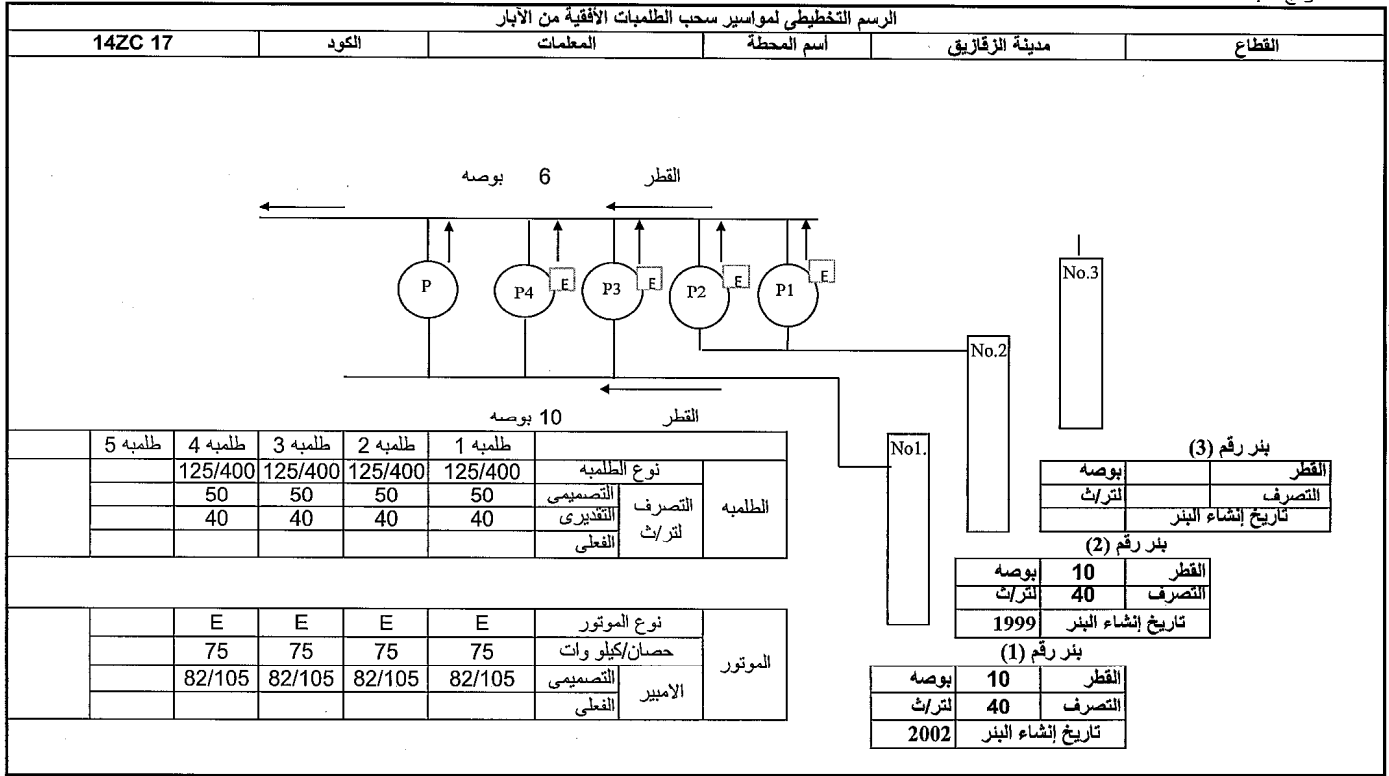 الرسم التخطيطى لمواسير سحب الطلمبات الأفقية من الآبار
القطاع مدينة الزقازيق أسم المحطة المعلمات الكود 14ZC 17
القطر 6 بوصه
P P4 E P3 E P2 E P1 E
No.3
No.2
القطر 10 بوصه
No1.
طلمبه 1 طلمبه 2 طلمبه 3 طلمبه 4 طلمبه 5
الطلمبه نوع الطلمبه 125/400 125/400 125/400 125/400
التصرف لتر/ث التصميمى 50 50 50 50
التقديرى 40 40 40 40
الفعلى
الموتور نوع الموتور E E E E
حصان/كيلو وات 75 75 75 75
الامبير التصميمى 82/105 82/105 82/105 82/105
الفعلى
بئر رقم (3)
القطر بوصه
التصرف لتر/ث
تاريخ إنشاء البئر
بئر رقم (2)
القطر 10 بوصه
التصرف 40 لتر/ث
تاريخ إنشاء البئر 1999
بئر رقم (1)
القطر 10 بوصه
التصرف 40 لتر/ث
تاريخ إنشاء البئر 2002